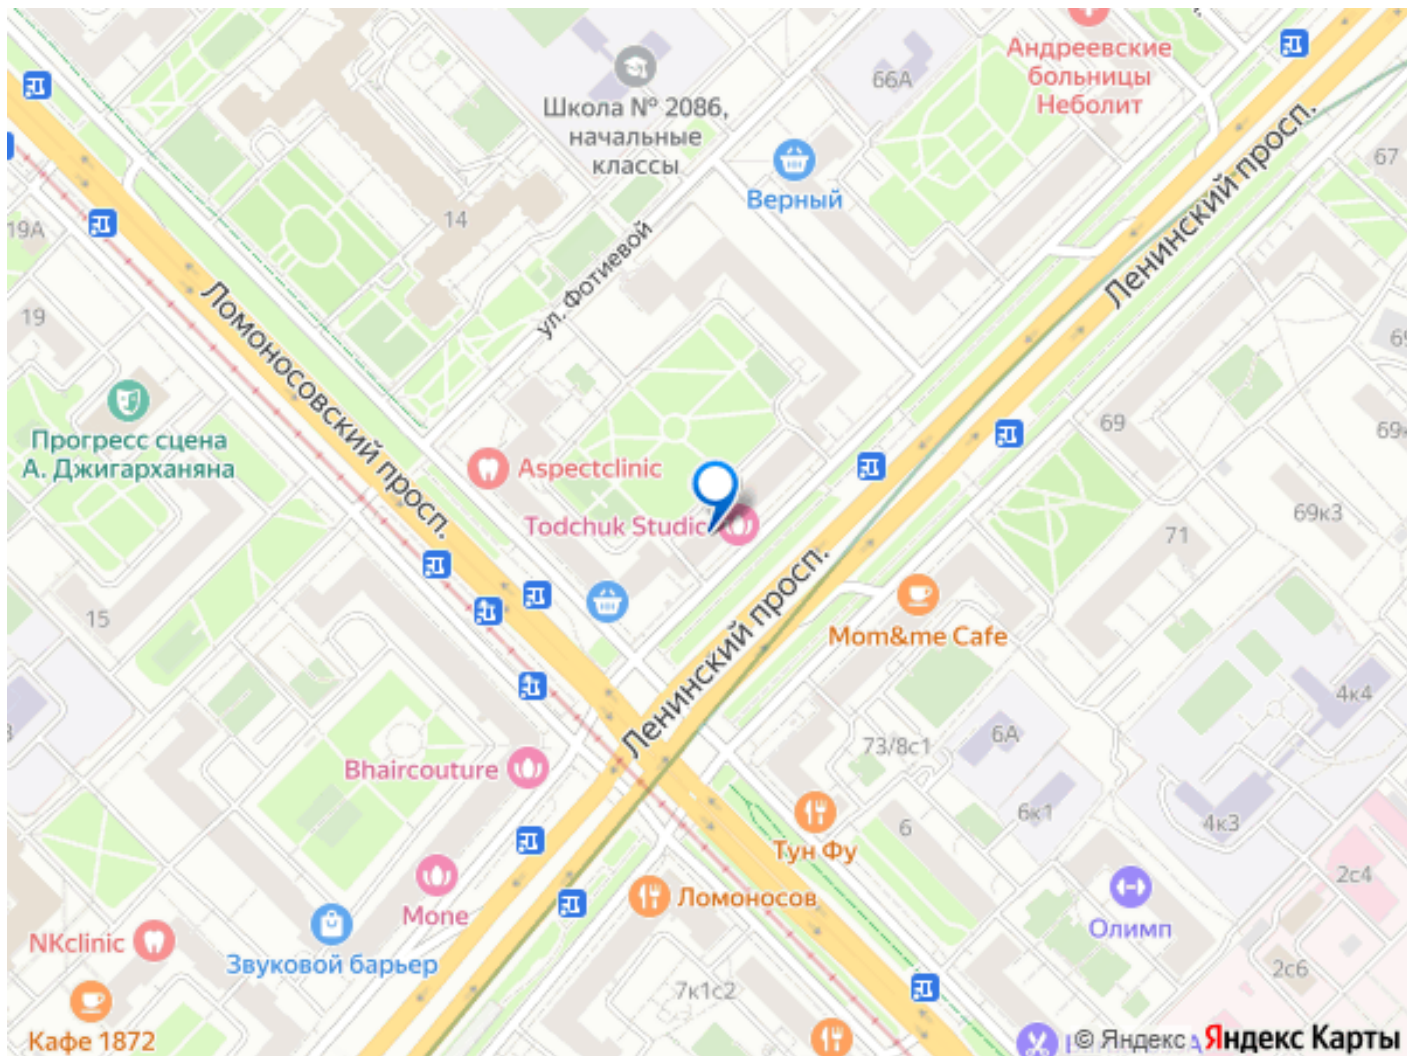 Андреевские
больницы
Неболит
66А
Школа № 2086,
начальные
классы
67
Верный
Ленинский просп.
14
19А
ул. Фотиевой
19
Ломоносовский просп.
Прогресс сцена
А. Джигарханяна
69
Aspectclinic
69к3
Todchuk Studio
71
Ленинский просп.
15
Mom&me Cafe
4к4
73/8с1
6А
Bhaircouture
6к1
4к3
6
Тун Фу
2с4
Mone
Ломоносов
Олимп
NKclinic
Звуковой барьер
2с6
7к1с2
Кафе 1872
© Яндекс Яндекс Карты